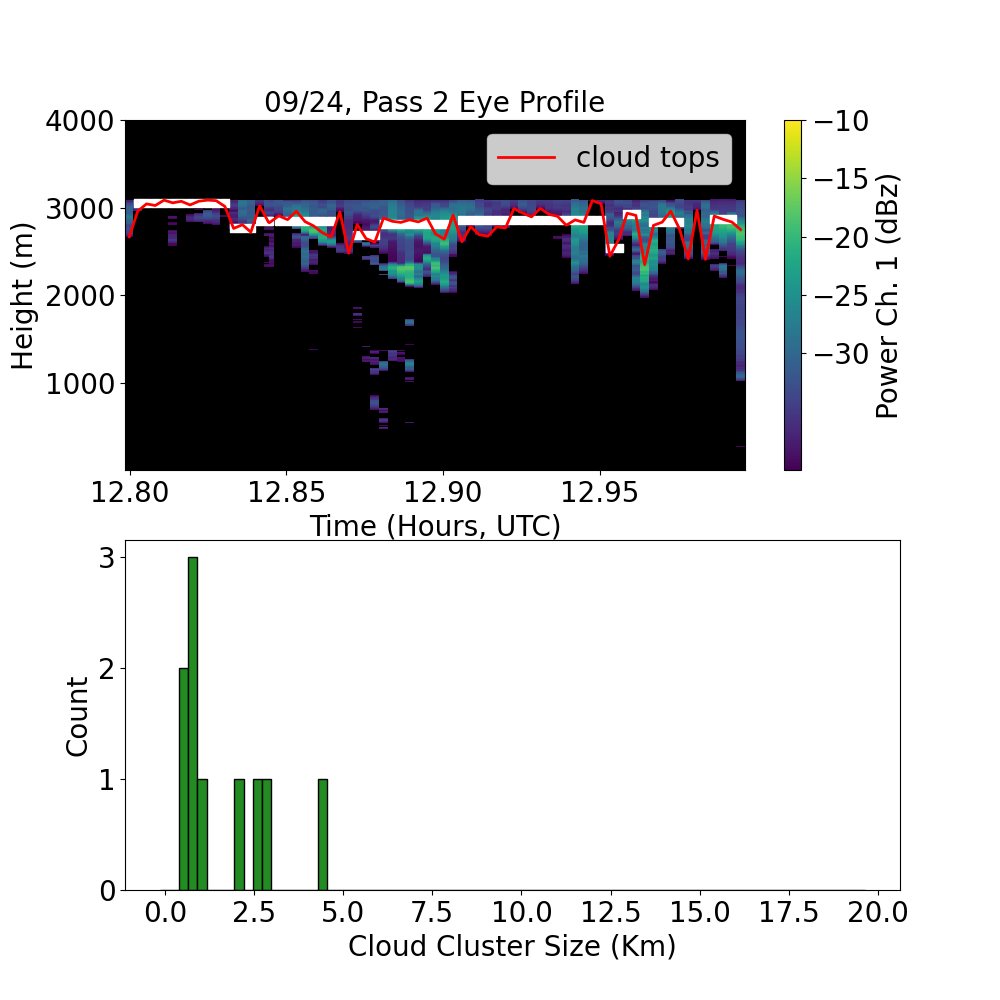 09/24, Pass 2 Eye Profile
4000
3000
2000
1000
Height (m)
cloud tops
12.80 12.85 12.90 12.95
Time (Hours, UTC)
−10
−15
−20
−25
−30
Power Ch. 1 (dBz)
3
2
1
0
Count
0.0 2.5 5.0 7.5 10.0 12.5 15.0 17.5 20.0
Cloud Cluster Size (Km)